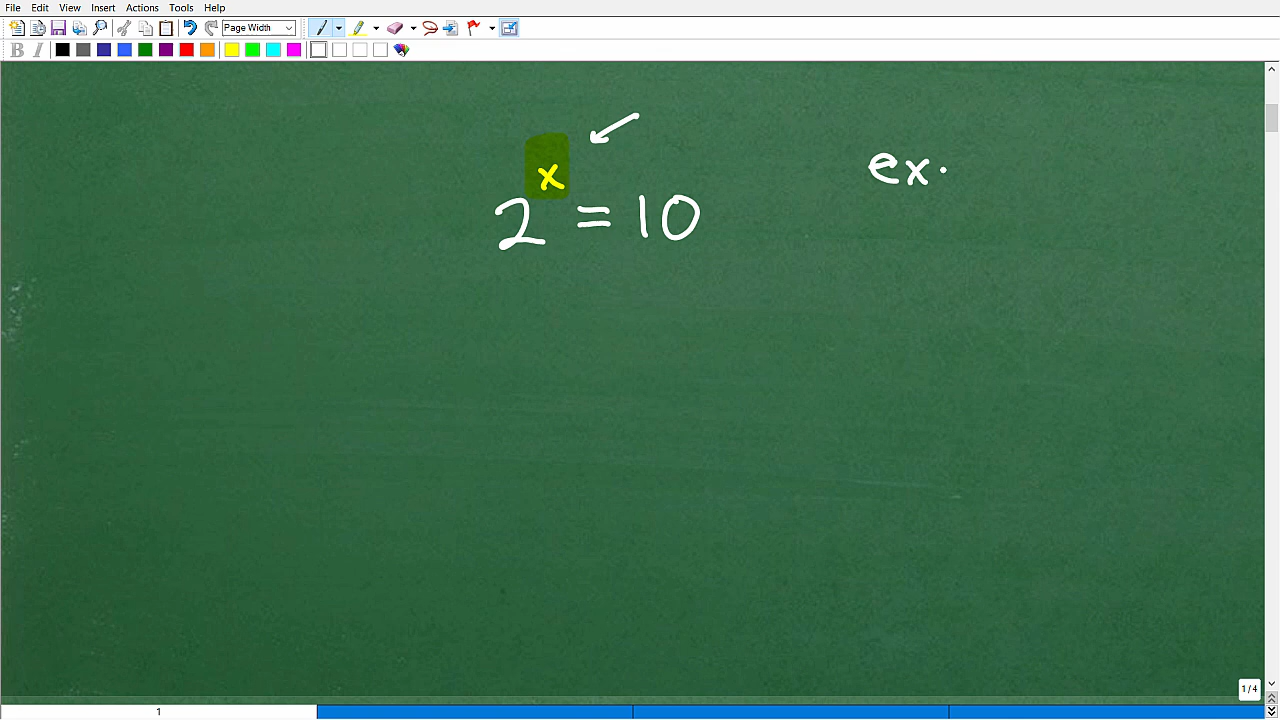 File Edit View Insert Actions Tools Help
Page Width
B I
x
2 = 10
ex.
1/4
1